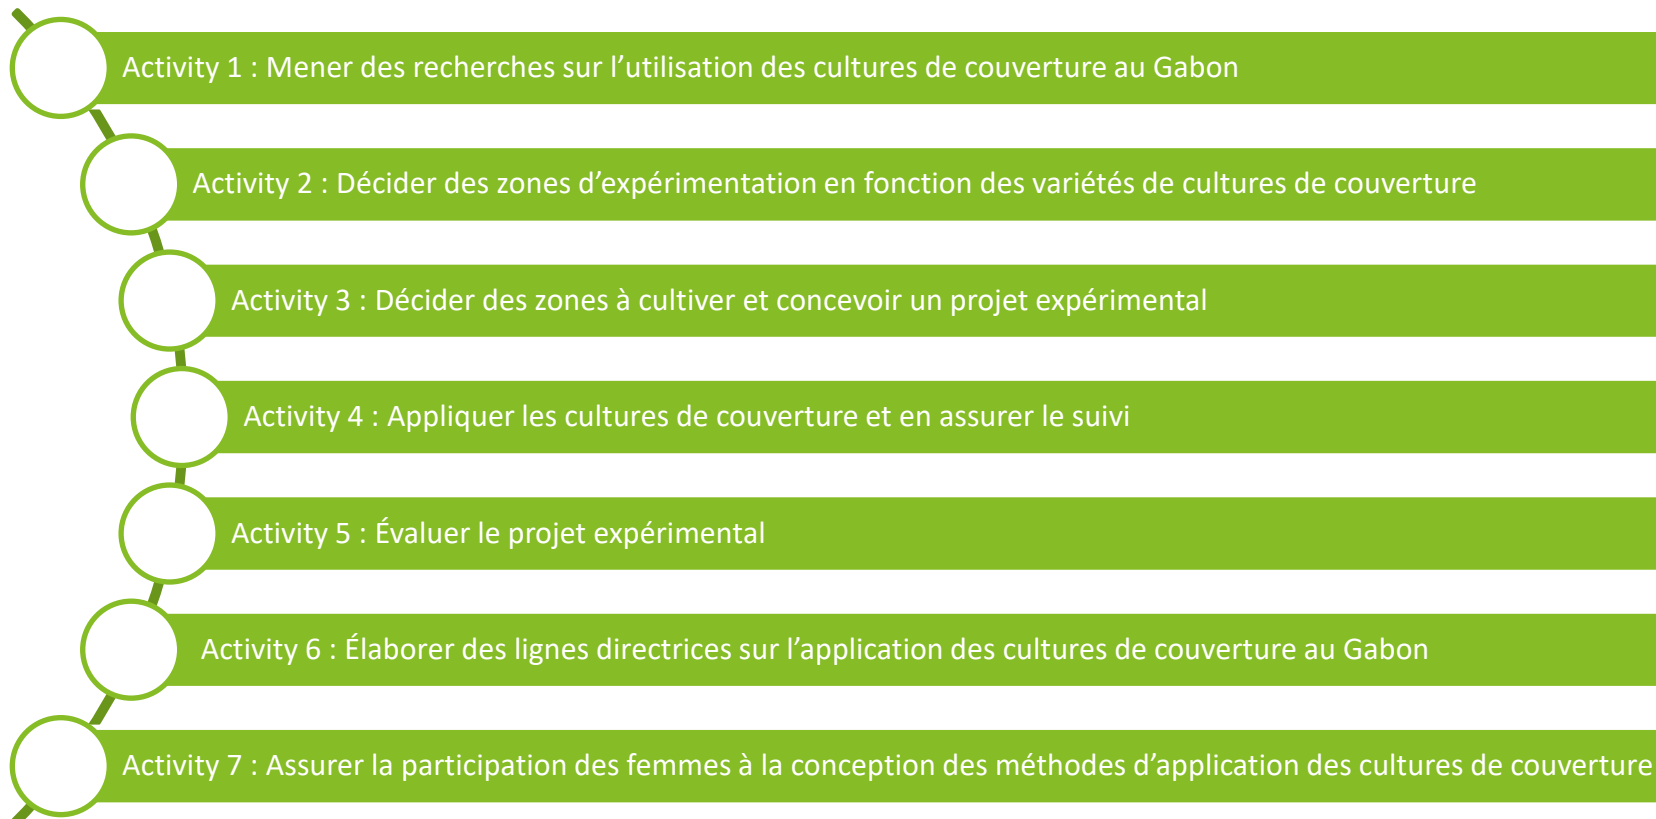 Activity 1 : Mener des recherches sur l’utilisation des cultures de couverture au Gabon
Activity 2 : Décider des zones d’expérimentation en fonction des variétés de cultures de couverture
Activity 3 : Décider des zones à cultiver et concevoir un projet expérimental
Activity 4 : Appliquer les cultures de couverture et en assurer le suivi
Activity 5 : Évaluer le projet expérimental
Activity 6 : Élaborer des lignes directrices sur l’application des cultures de couverture au Gabon
Activity 7 : Assurer la participation des femmes à la conception des méthodes d’application des cultures de couverture